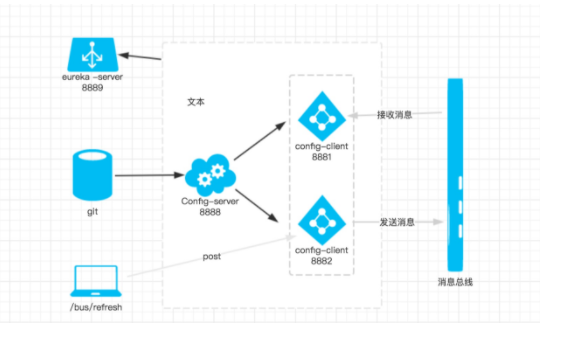 eureka -server
8889
文本
接收消息
config-client
8881
git
Config-server
8888
config-client
8882
发送消息
post
/bus/refresh
消息总线